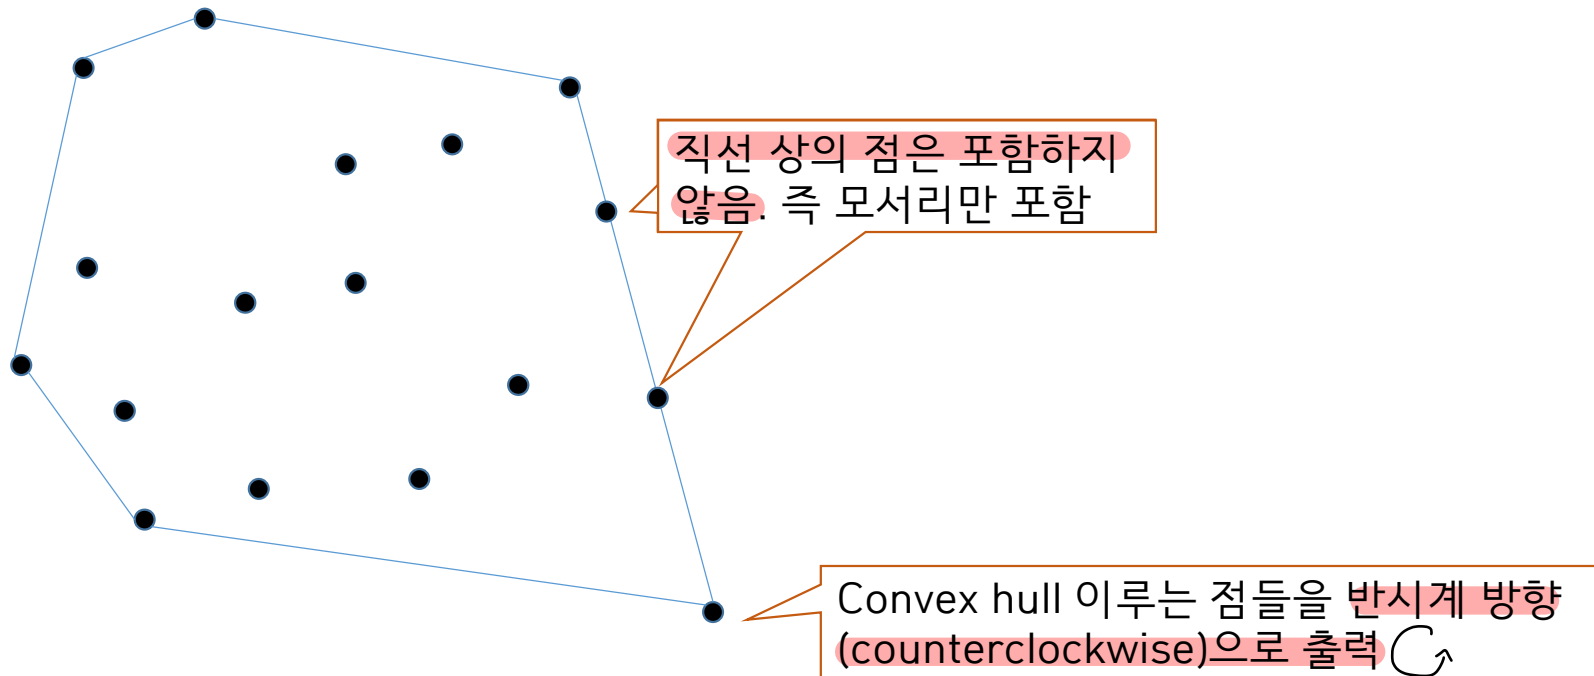 직선 상의 점은 포함하지
않음. 즉 모서리만 포함
Convex hull 이루는 점들을 반시계 방향
(counterclockwise)으로 출력